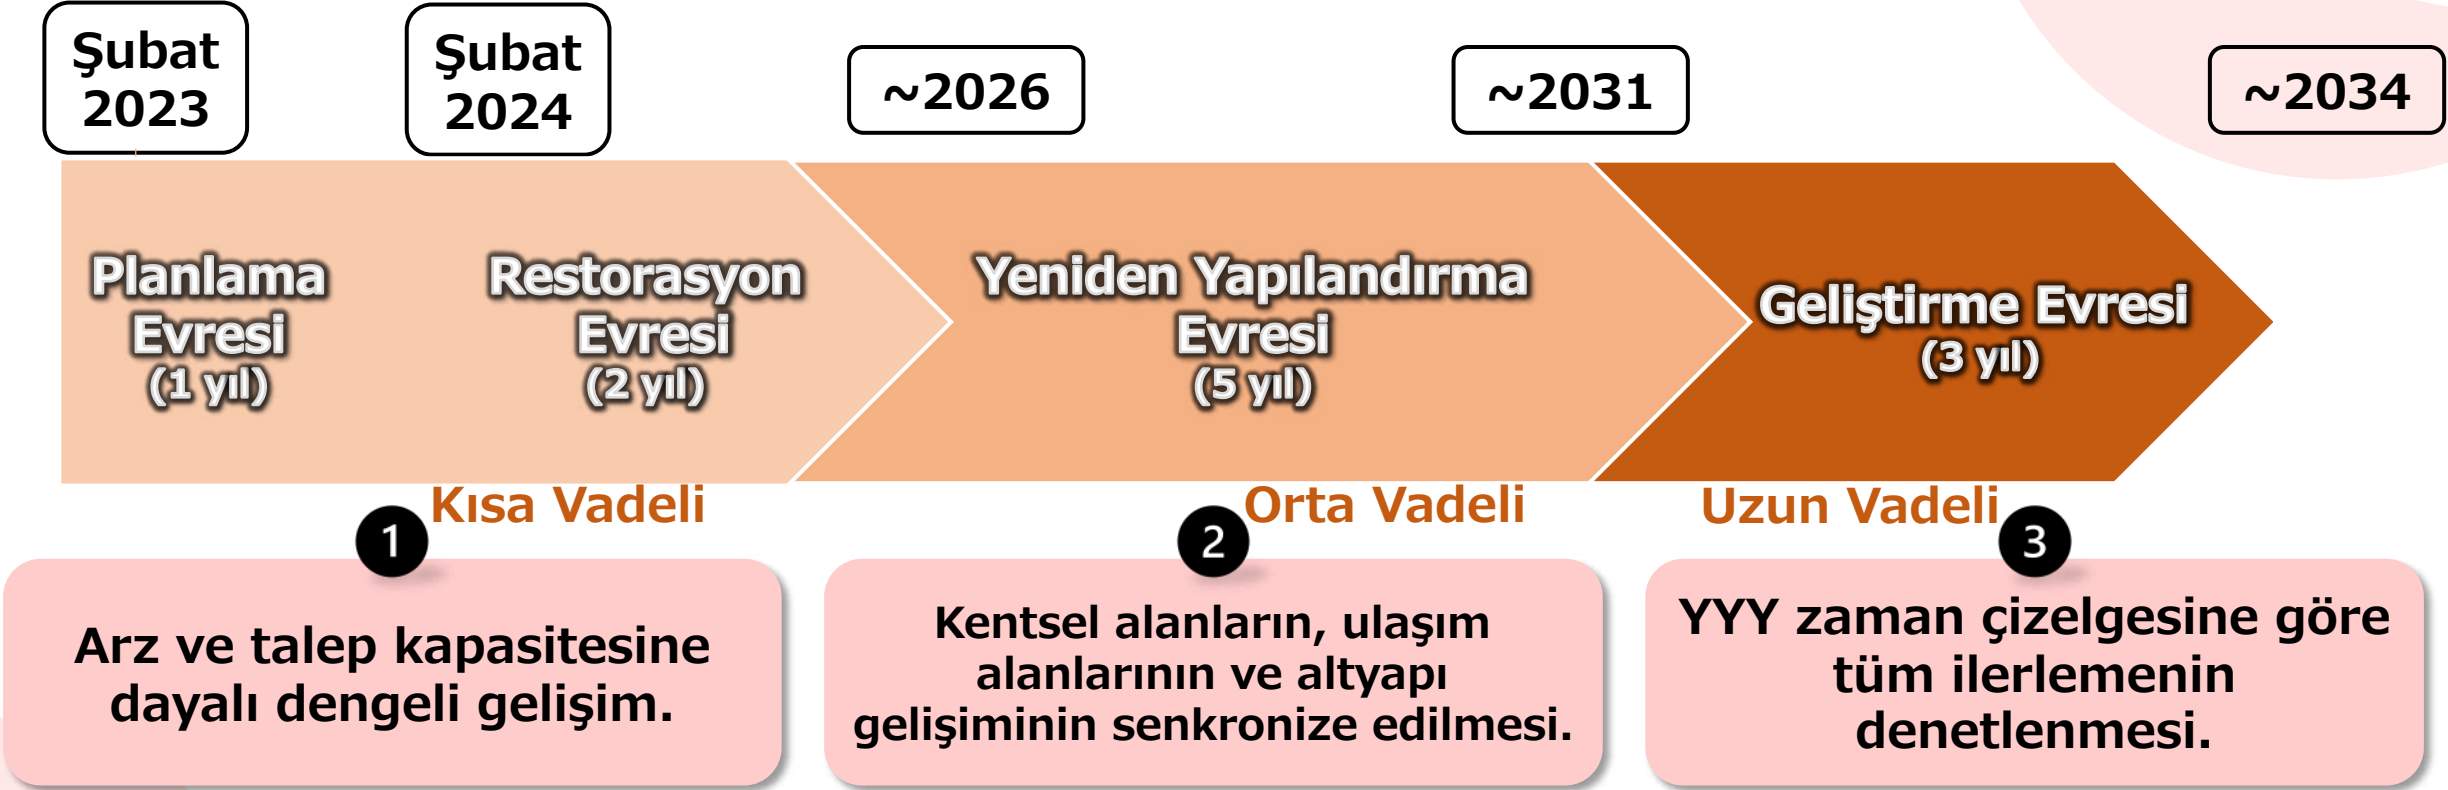 Şubat
2023
Şubat
2024
~2026
~2031
~2034
Planlama
Evresi
(1 yıl)
Restorasyon
Evresi
(2 yıl)
Yeniden Yapılandırma
Evresi
(5 yıl)
Geliştirme Evresi
(3 yıl)
Kısa Vadeli
Orta Vadeli
Uzun Vadeli
1
Arz ve talep kapasitesine
dayalı dengeli gelişim.
2
Kentsel alanların, ulaşım
alanlarının ve altyapı
gelişiminin senkronize edilmesi.
3
YYY zaman çizelgesine göre
tüm ilerlemenin
denetlenmesi.